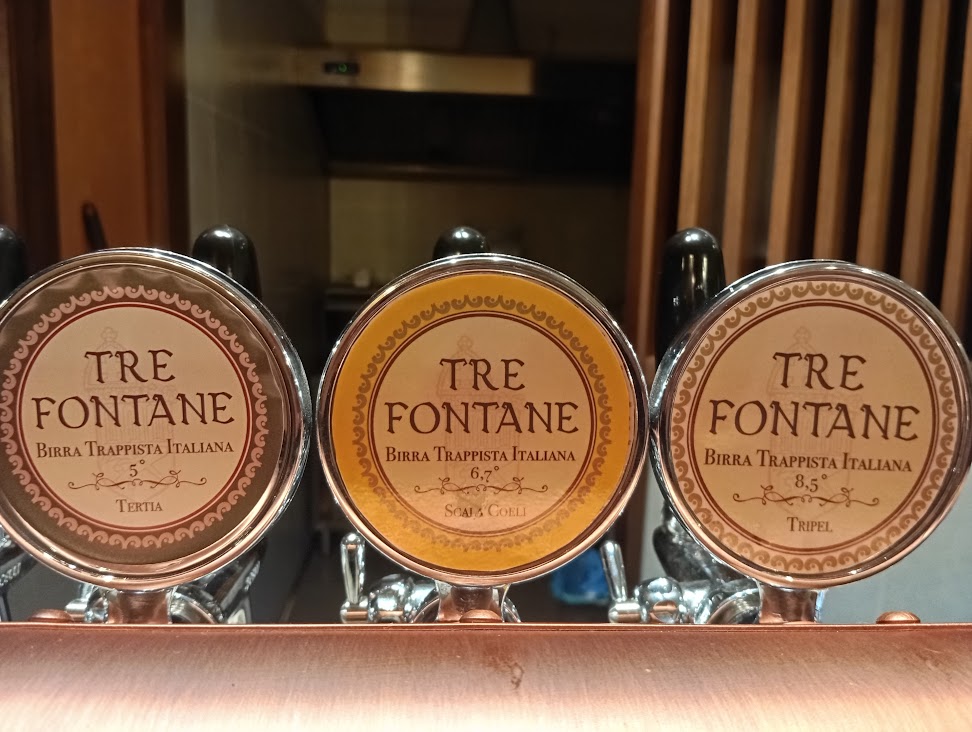 TRE
FONTANE
BIRRA TRAPPISTA ITALIANA
5°
TERTIA
TRE
FONTANE
BIRRA TRAPPISTA ITALIANA
6,7°
SCALA COELI
TRE
FONTANE
BIRRA TRAPPISTA ITALIANA
8,5°
TRIPEL